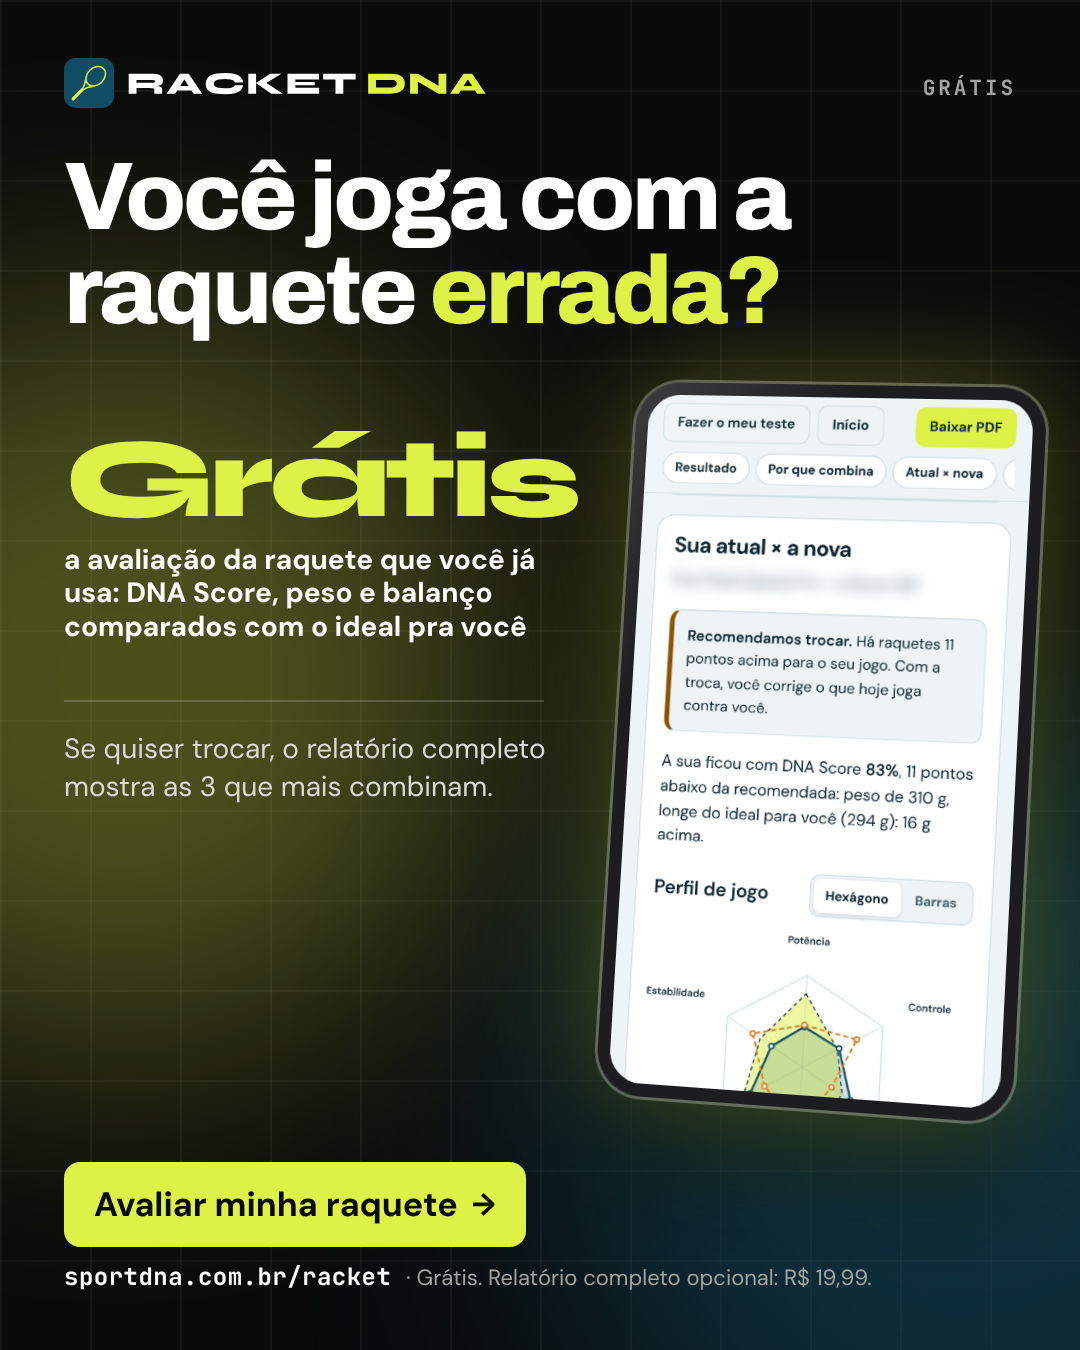 RACKET DNA
GRÁTIS
Você joga com a
raquete errada?
Grátis
a avaliação da raquete que você já
usa: DNA Score, peso e balanço
comparados com o ideal pra você
Se quiser trocar, o relatório completo
mostra as 3 que mais combinam.
Fazer o meu teste
Início
Baixar PDF
Resultado
Por que combina
Atual × nova
Sua atual × a nova
Recomendamos trocar. Há raquetes 11
pontos acima para o seu jogo. Com a
troca, você corrige o que hoje joga
contra você.
A sua ficou com DNA Score 83%, 11 pontos
abaixo da recomendada: peso de 310 g,
longe do ideal para você (294 g): 16 g
acima.
Perfil de jogo
Hexágono
Barras
Potência
Estabilidade
Controle
Avaliar minha raquete →
sportdna.com.br/racket · Grátis. Relatório completo opcional: R$ 19,99.